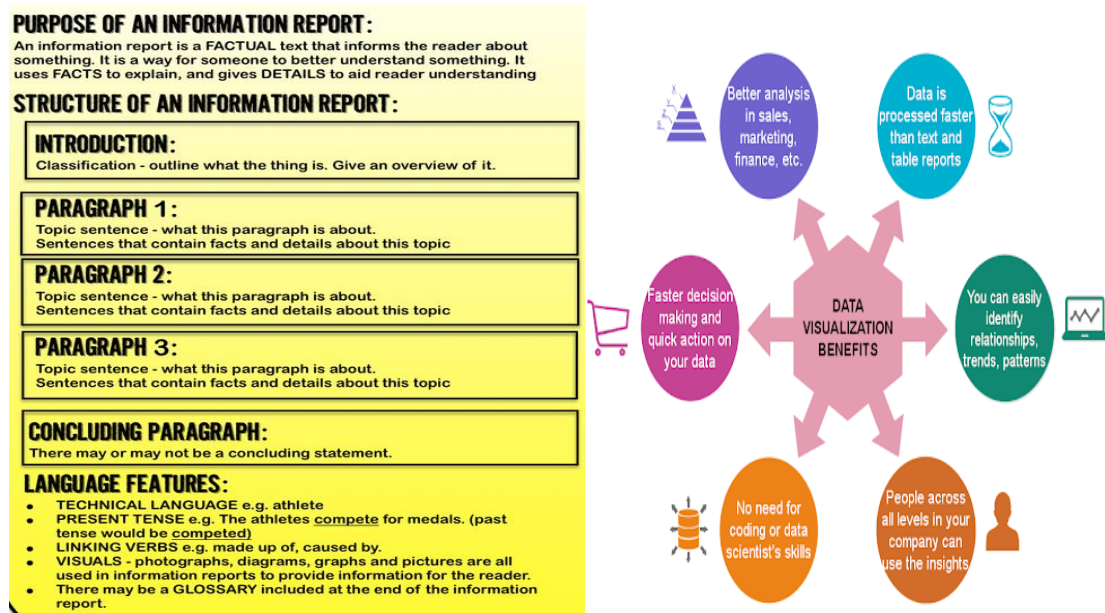 PURPOSE OF AN INFORMATION REPORT:
An information report is a FACTUAL text that informs the reader about
something. It is a way for someone to better understand something. It
uses FACTS to explain, and gives DETAILS to aid reader understanding
STRUCTURE OF AN INFORMATION REPORT:
INTRODUCTION:
Classification - outline what the thing is. Give an overview of it.
PARAGRAPH 1:
Topic sentence - what this paragraph is about.
Sentences that contain facts and details about this topic
PARAGRAPH 2:
Topic sentence - what this paragraph is about.
Sentences that contain facts and details about this topic
PARAGRAPH 3:
Topic sentence - what this paragraph is about.
Sentences that contain facts and details about this topic
CONCLUDING PARAGRAPH:
There may or may not be a concluding statement.
LANGUAGE FEATURES:
• TECHNICAL LANGUAGE e.g. athlete
• PRESENT TENSE e.g. The athletes compete for medals. (past
tense would be competed)
• LINKING VERBS e.g. made up of, caused by.
• VISUALS - photographs, diagrams, graphs and pictures are all
used in information reports to provide information for the reader.
• There may be a GLOSSARY included at the end of the information
report.
Better analysis
in sales,
marketing,
finance, etc.
Data is
processed faster
than text and
table reports
Faster decision
making and
quick action on
your data
DATA
VISUALIZATION
BENEFITS
You can easily
identify
relationships,
trends, patterns
No need for
coding or data
scientist's skills
People across
all levels in your
company can
use the insights